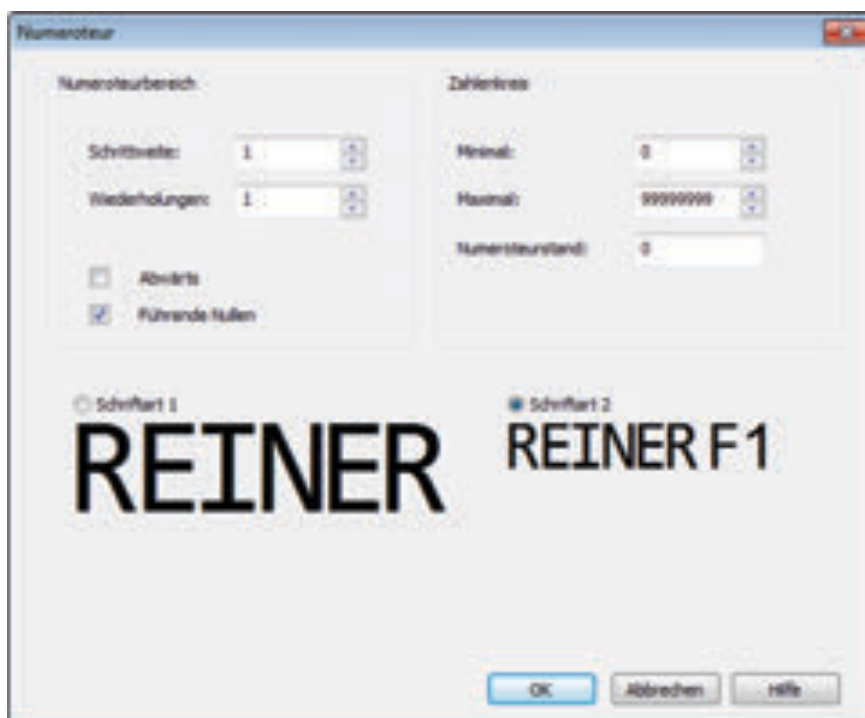 Numeroteur
Numeroteurbereich
Schrittweite: 1
Wiederholungen: 1
Abwärts
Führende Nullen
Zahlenkreis
Minimal: 0
Maximal: 99999999
Numeroteurstand: 0
Schriftart 1
REINER
Schriftart 2
REINER F1
OK
Abbrechen
Hilfe